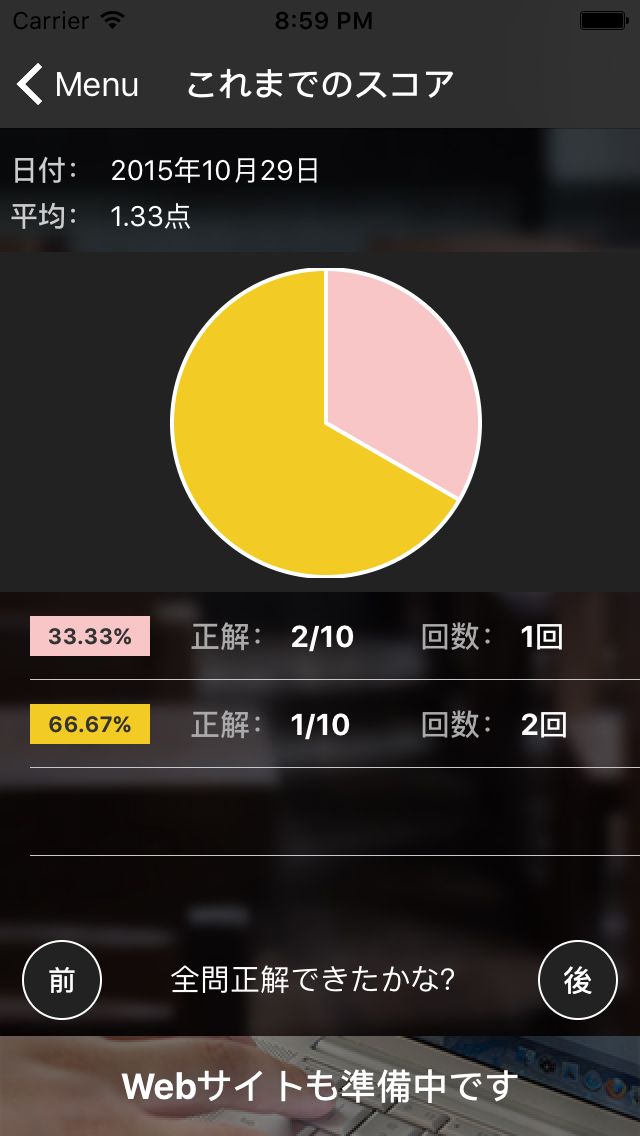 Carrier 8:59 PM
Menu これまでのスコア
日付： 2015年10月29日
平均： 1.33点
33.33% 正解： 2/10 回数： 1回
66.67% 正解： 1/10 回数： 2回
前 全問正解できたかな? 後
Webサイトも準備中です